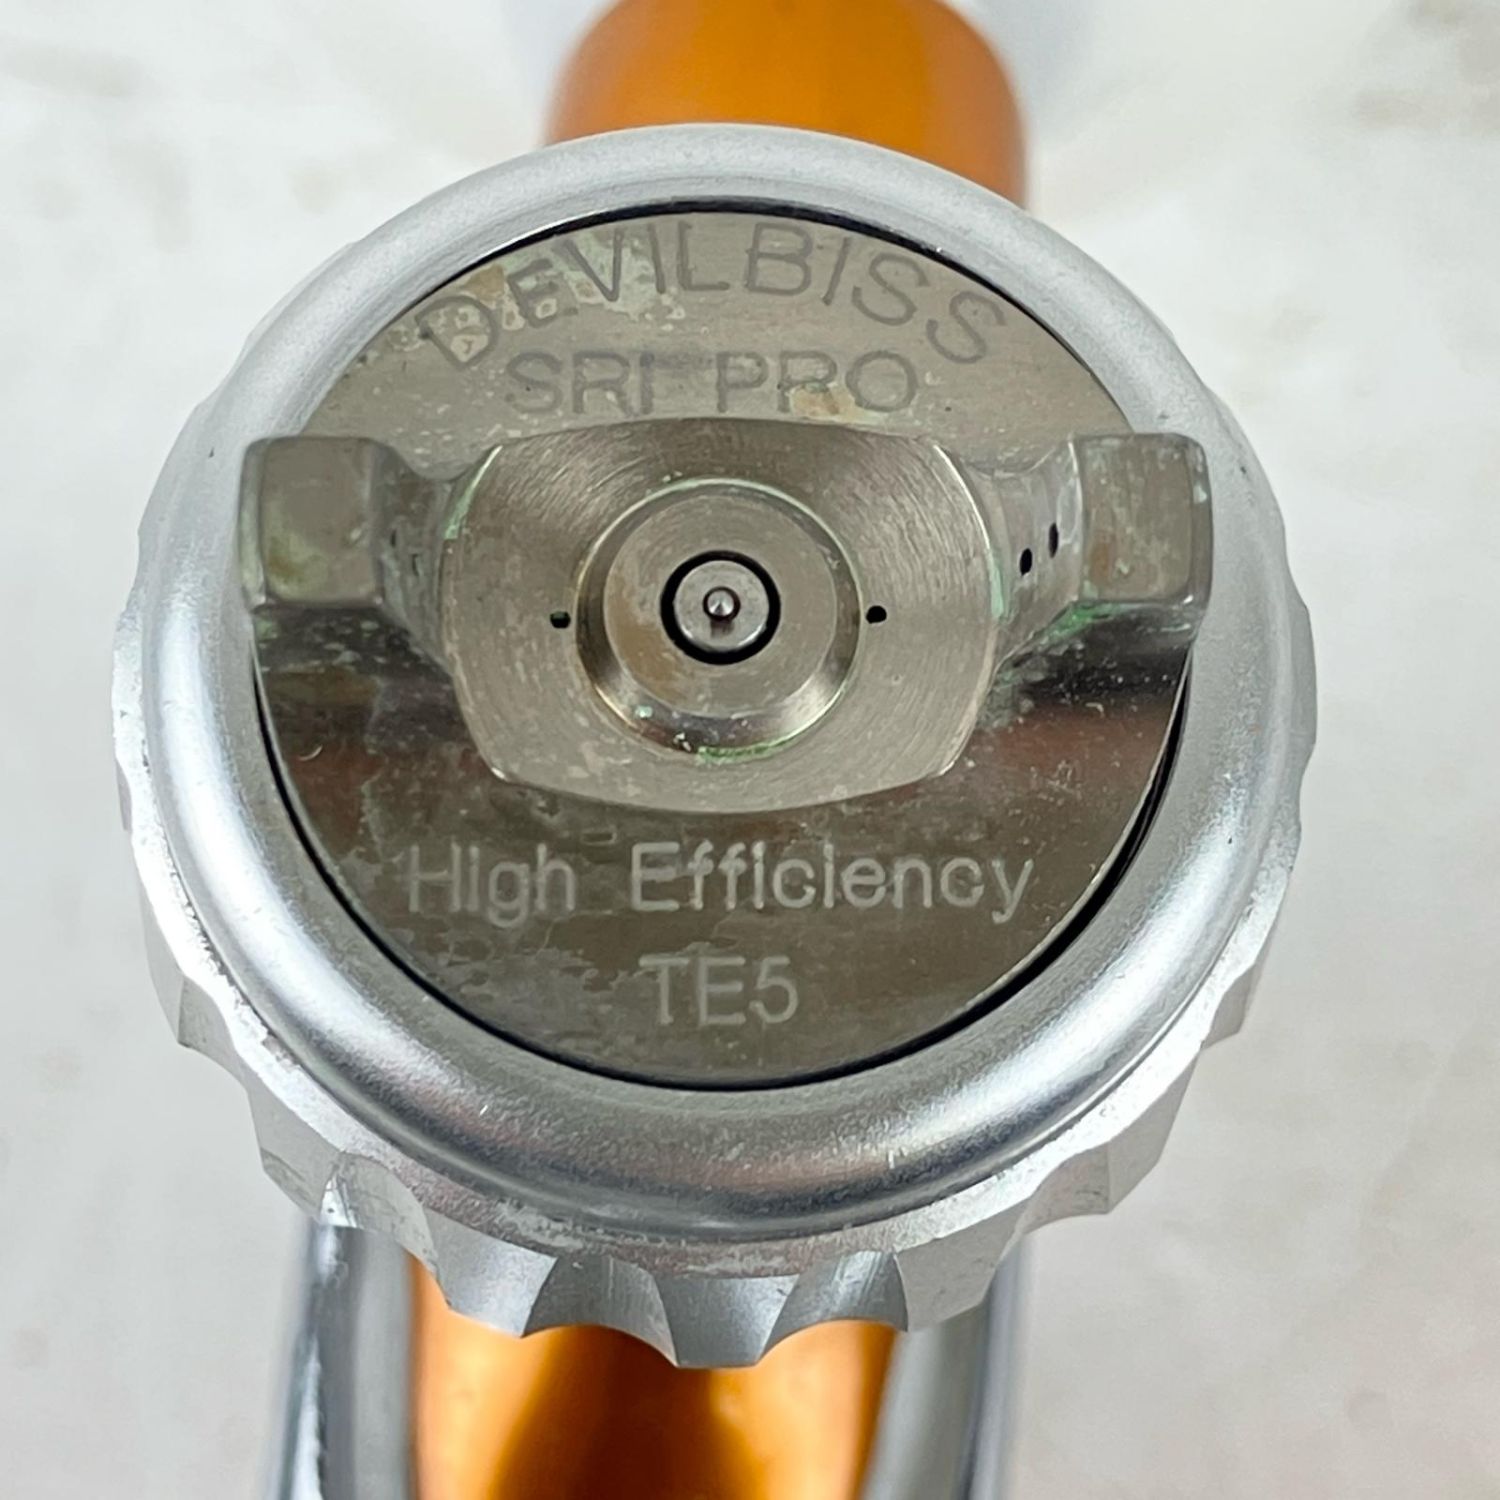 DEVILBISS
SRI PRO
High Efficiency
TE5